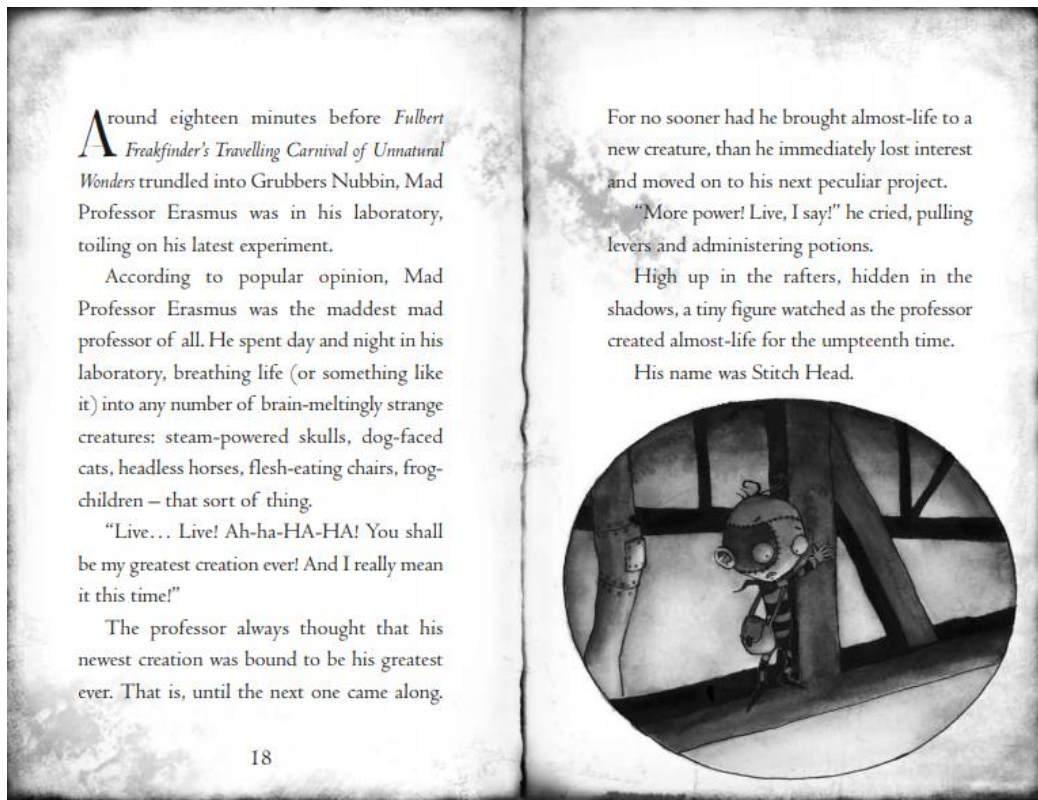 Around eighteen minutes before Fulbert
Freakfinder's Travelling Carnival of Unnatural
Wonders trundled into Grubbers Nubbin, Mad
Professor Erasmus was in his laboratory,
toiling on his latest experiment.
According to popular opinion, Mad
Professor Erasmus was the maddest mad
professor of all. He spent day and night in his
laboratory, breathing life (or something like
it) into any number of brain-meltingly strange
creatures: steam-powered skulls, dog-faced
cats, headless horses, flesh-eating chairs, frog-
children – that sort of thing.
“Live… Live! Ah-ha-HA-HA! You shall
be my greatest creation ever! And I really mean
it this time!”
The professor always thought that his
newest creation was bound to be his greatest
ever. That is, until the next one came along.
18
For no sooner had he brought almost-life to a
new creature, than he immediately lost interest
and moved on to his next peculiar project.
“More power! Live, I say!” he cried, pulling
levers and administering potions.
High up in the rafters, hidden in the
shadows, a tiny figure watched as the professor
created almost-life for the umpteenth time.
His name was Stitch Head.